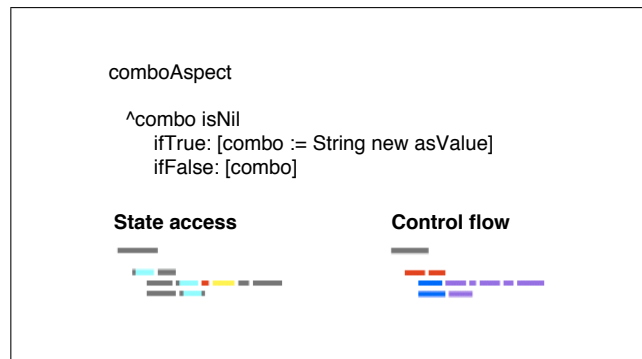 comboAspect
^combo isNil
ifTrue: [combo := String new asValue]
ifFalse: [combo]
State access
Control flow